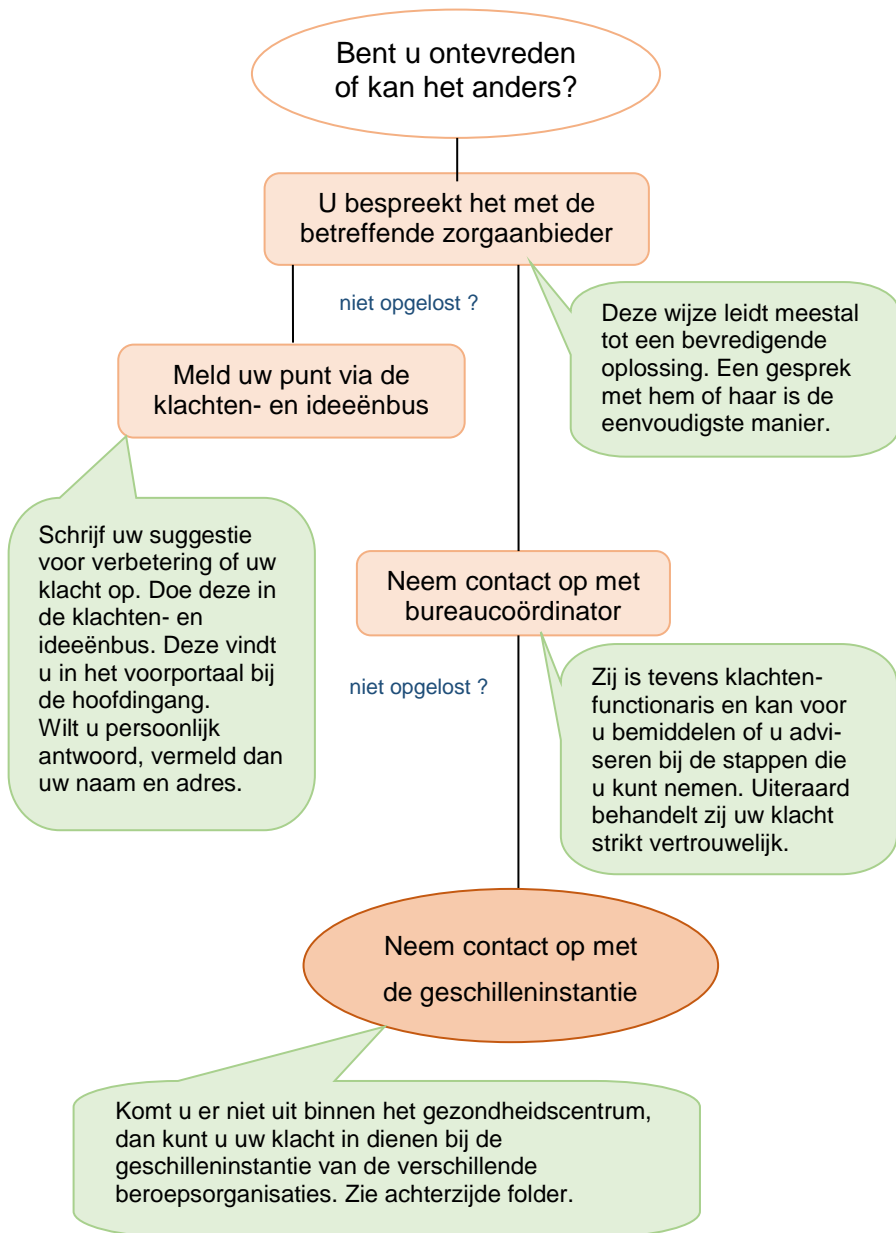 Bent u ontevreden
of kan het anders?
U bespreekt het met de
betreffende zorgaanbieder
niet opgelost ?
Deze wijze leidt meestal
tot een bevredigende
oplossing. Een gesprek
met hem of haar is de
eenvoudigste manier.
Meld uw punt via de
klachten- en ideeënbus
Schrijf uw suggestie
voor verbetering of uw
klacht op. Doe deze in
de klachten- en
ideeënbus. Deze vindt
u in het voorportaal bij
de hoofdingang.
Wilt u persoonlijk
antwoord, vermeld dan
uw naam en adres.
Neem contact op met
bureaucoördinator
niet opgelost ?
Zij is tevens klachten-
functionaris en kan voor
u bemiddelen of u advi-
seren bij de stappen die
u kunt nemen. Uiteraard
behandelt zij uw klacht
strikt vertrouwelijk.
Neem contact op met
de geschilleninstantie
Komt u er niet uit binnen het gezondheidscentrum,
dan kunt u uw klacht in dienen bij de
geschilleninstantie van de verschillende
beroepsorganisaties. Zie achterzijde folder.